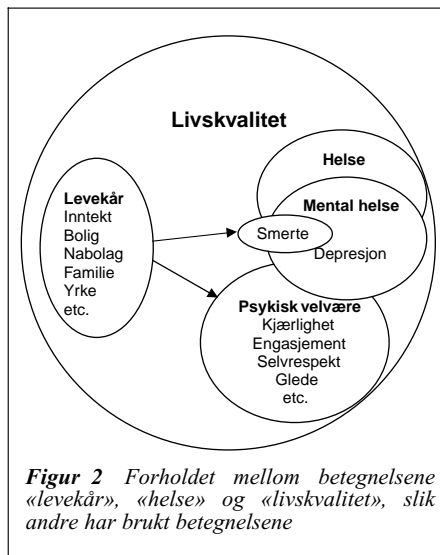 Livskvalitet
Levekår
Inntekt
Bolig
Nabolag
Familie
Yrke
etc.
Helse
Mental helse
Smerte
Depresjon
Psykisk velvære
Kjærlighet
Engasjement
Selvrespekt
Glede
etc.
Figur 2 Forholdet mellom betegnelsene
«levekår», «helse» og «livskvalitet», slik
andre har brukt betegnelsene